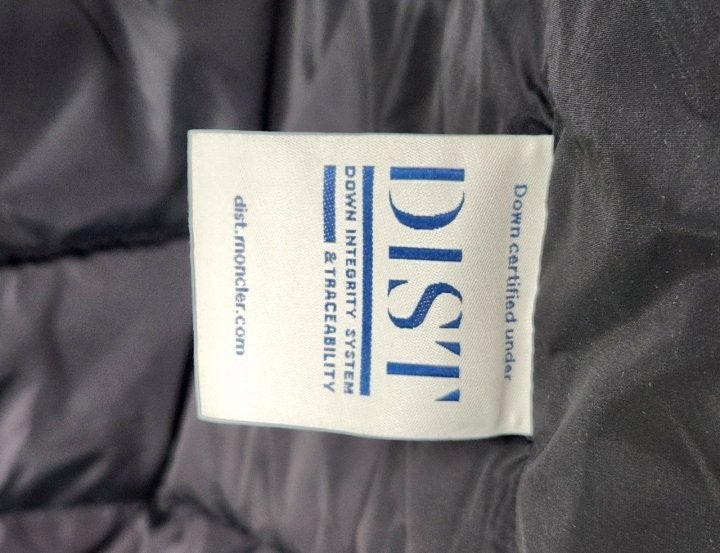 Down certified under
DIST
DOWN INTEGRITY SYSTEM
& TRACEABILITY
dist.moncler.com